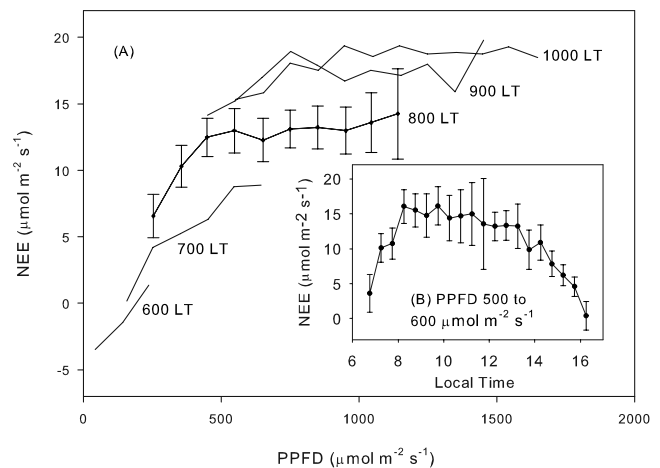 (A)
20
15
10
5
0
-5
NEE (μmol m-2 s-1)
0
500
1000
1500
2000
PPFD (μmol m-2 s-1)
1000 LT
900 LT
800 LT
700 LT
600 LT
20
15
10
5
0
NEE (μmol m-2 s-1)
(B) PPFD 500 to
600 μmol m-2 s-1
6
8
10
12
14
16
Local Time